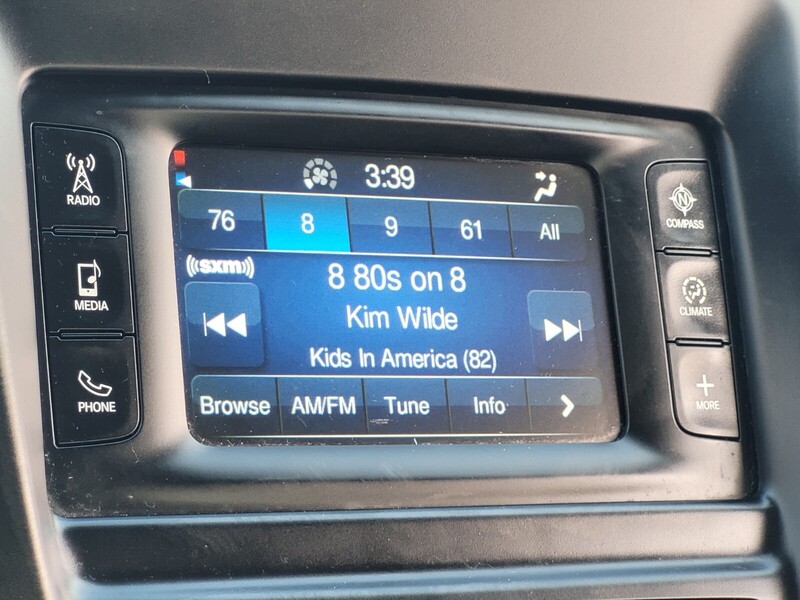 RADIO
MEDIA
PHONE
3:39
76 8 9 61 All
sxm
8 80s on 8
Kim Wilde
Kids In America (82)
Browse AM/FM Tune Info
N
COMPASS
CLIMATE
MORE